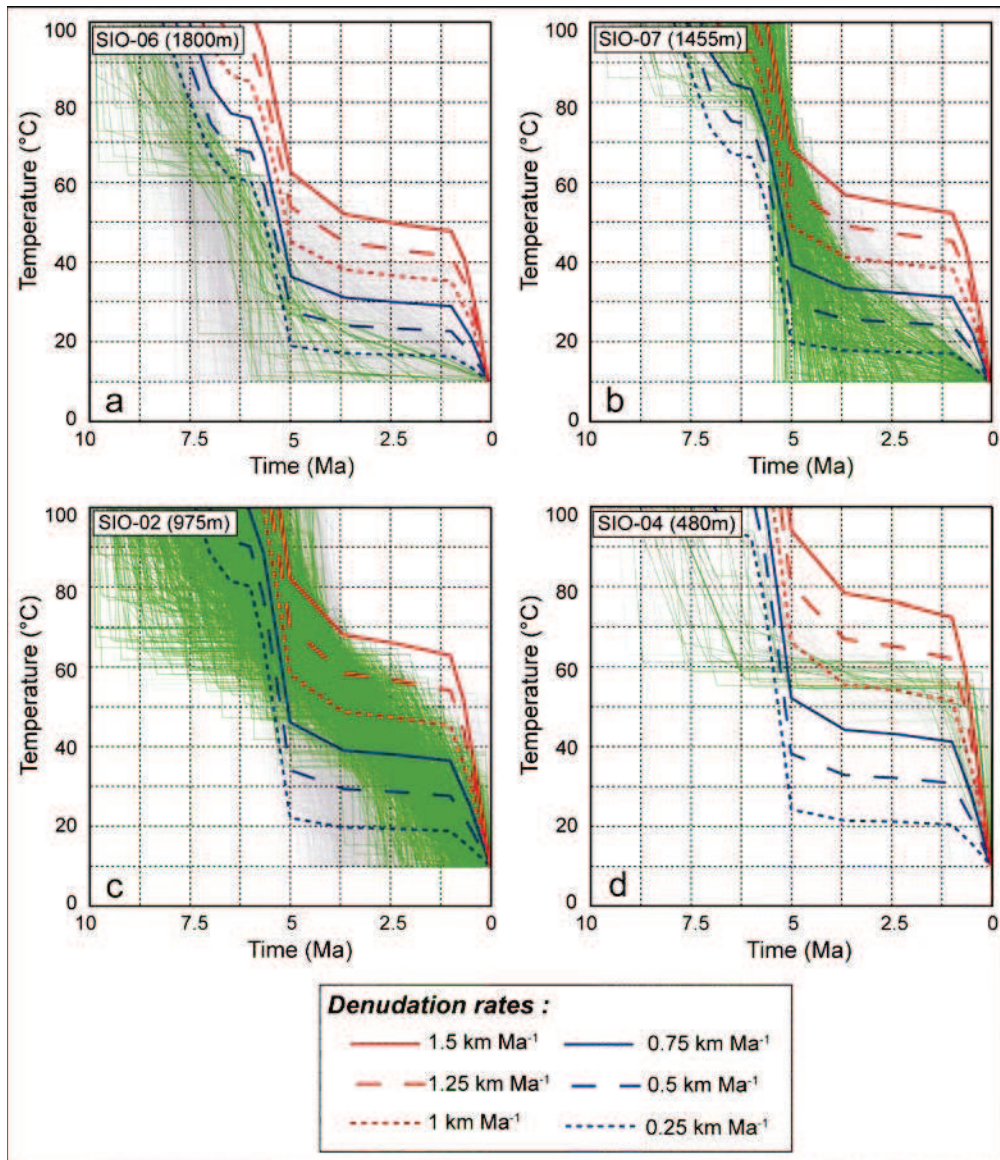 SIO-06 (1800m)
100
80
60
40
20
0
Temperature (°C)
a
10
7.5
5
2.5
0
Time (Ma)
SIO-07 (1455m)
100
80
60
40
20
0
Temperature (°C)
b
10
7.5
5
2.5
0
Time (Ma)
SIO-02 (975m)
100
80
60
40
20
0
Temperature (°C)
c
10
7.5
5
2.5
0
Time (Ma)
SIO-04 (480m)
100
80
60
40
20
0
Temperature (°C)
d
10
7.5
5
2.5
0
Time (Ma)
Denudation rates :
1.5 km Ma⁻¹ 0.75 km Ma⁻¹
1.25 km Ma⁻¹ 0.5 km Ma⁻¹
1 km Ma⁻¹ 0.25 km Ma⁻¹